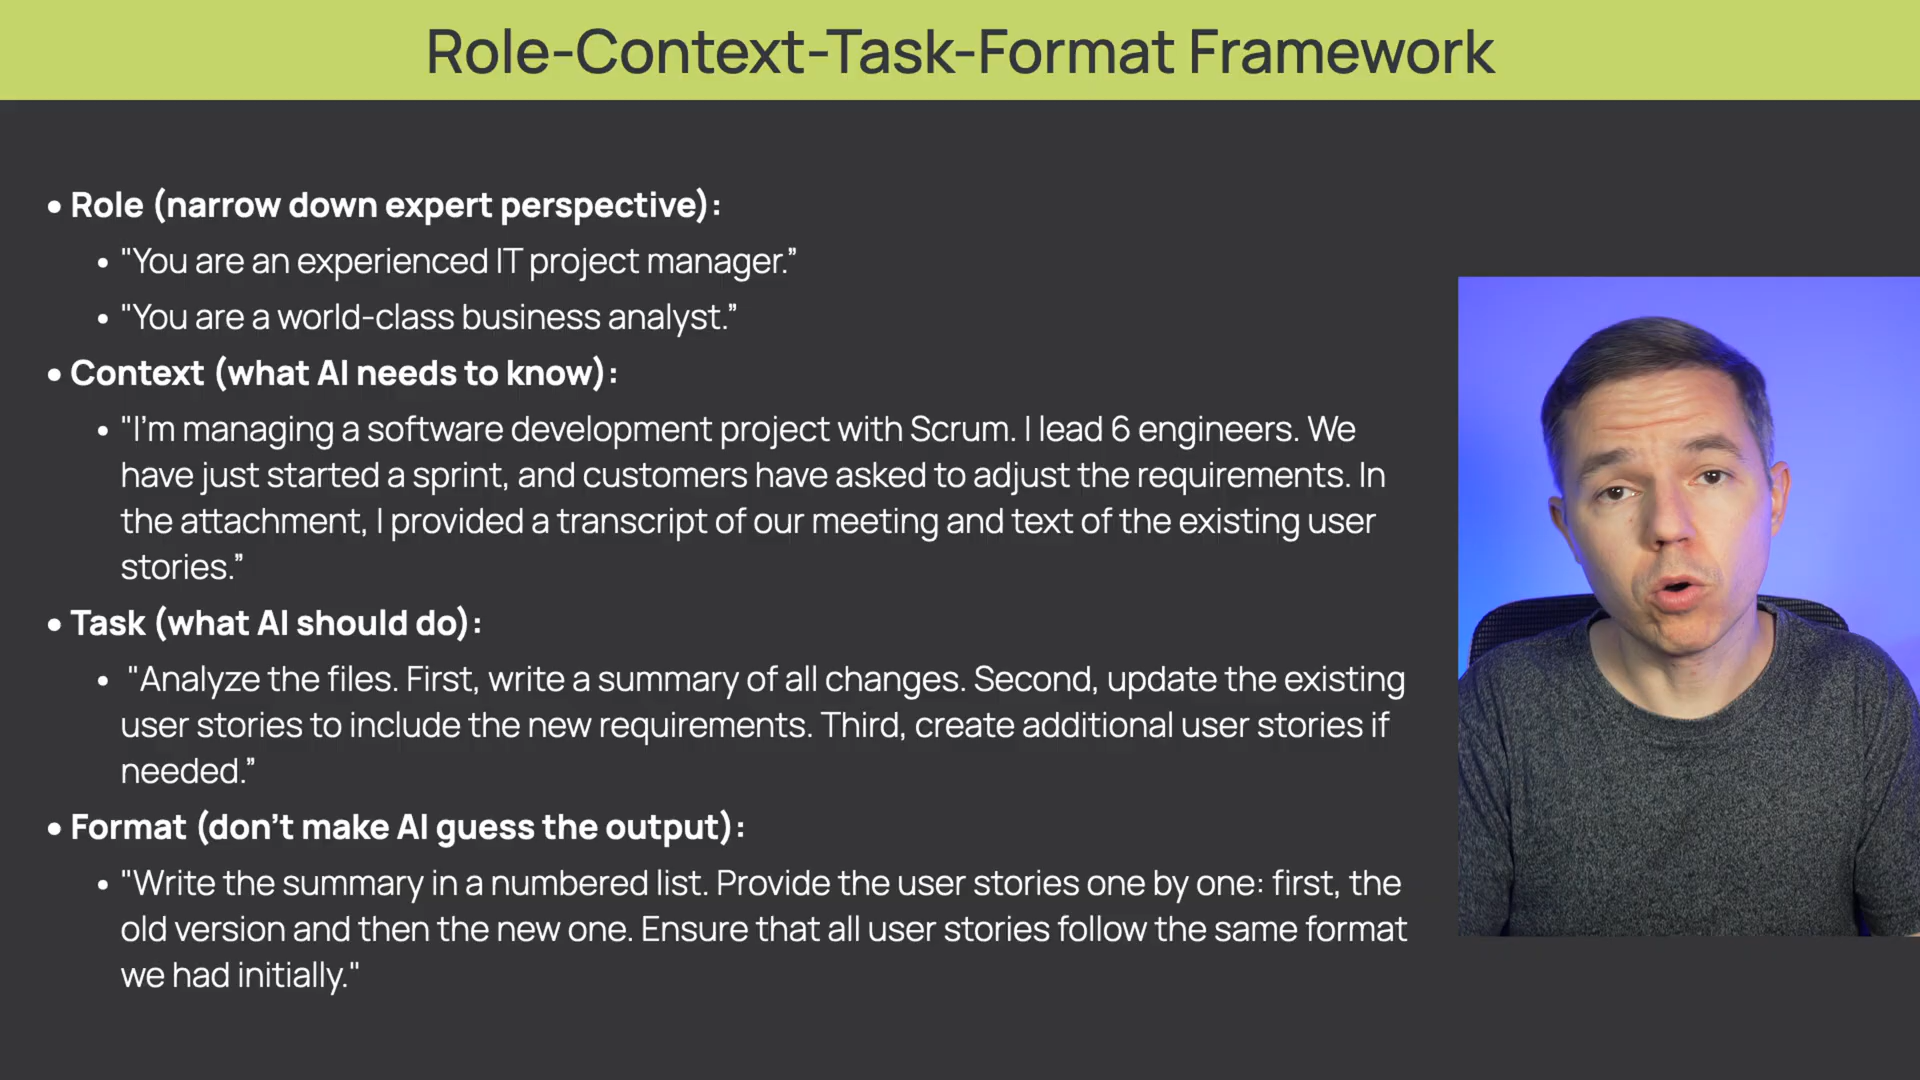 Role-Context-Task-Format Framework
• Role (narrow down expert perspective):
• "You are an experienced IT project manager.”
• "You are a world-class business analyst.”
• Context (what AI needs to know):
• "I’m managing a software development project with Scrum. I lead 6 engineers. We
have just started a sprint, and customers have asked to adjust the requirements. In
the attachment, I provided a transcript of our meeting and text of the existing user
stories.”
• Task (what AI should do):
• "Analyze the files. First, write a summary of all changes. Second, update the existing
user stories to include the new requirements. Third, create additional user stories if
needed.”
• Format (don’t make AI guess the output):
• "Write the summary in a numbered list. Provide the user stories one by one: first, the
old version and then the new one. Ensure that all user stories follow the same format
we had initially."